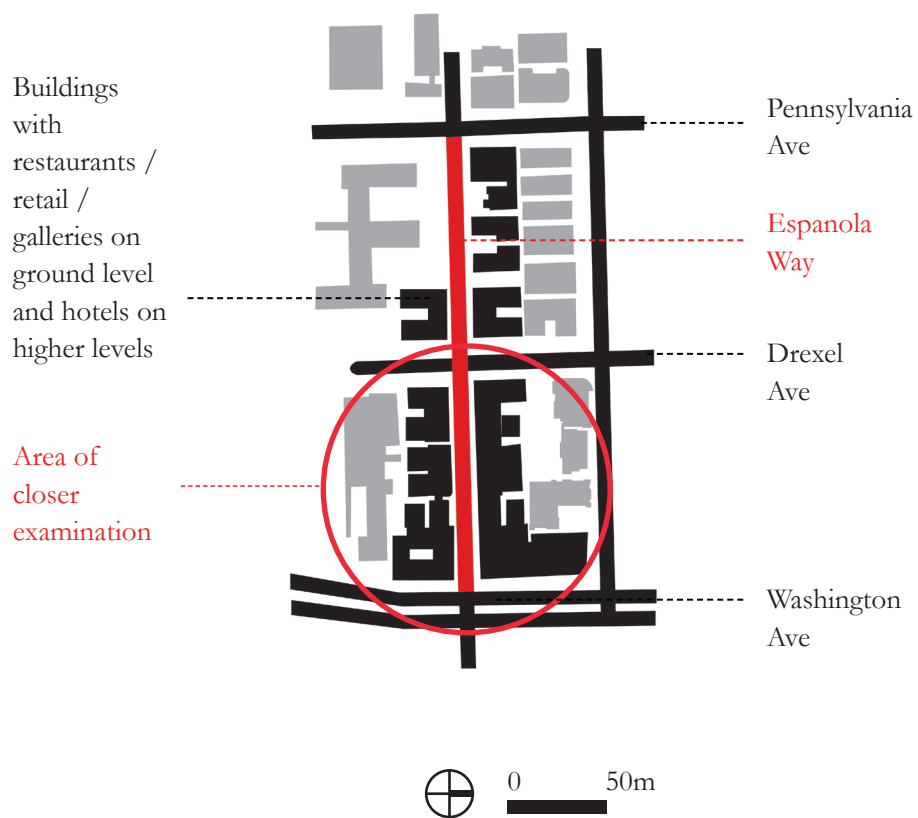 Buildings
with
restaurants /
retail /
galleries on
ground level
and hotels on
higher levels
Area of
closer
examination
Pennsylvania
Ave
Espanola
Way
Drexel
Ave
Washington
Ave
0 50m